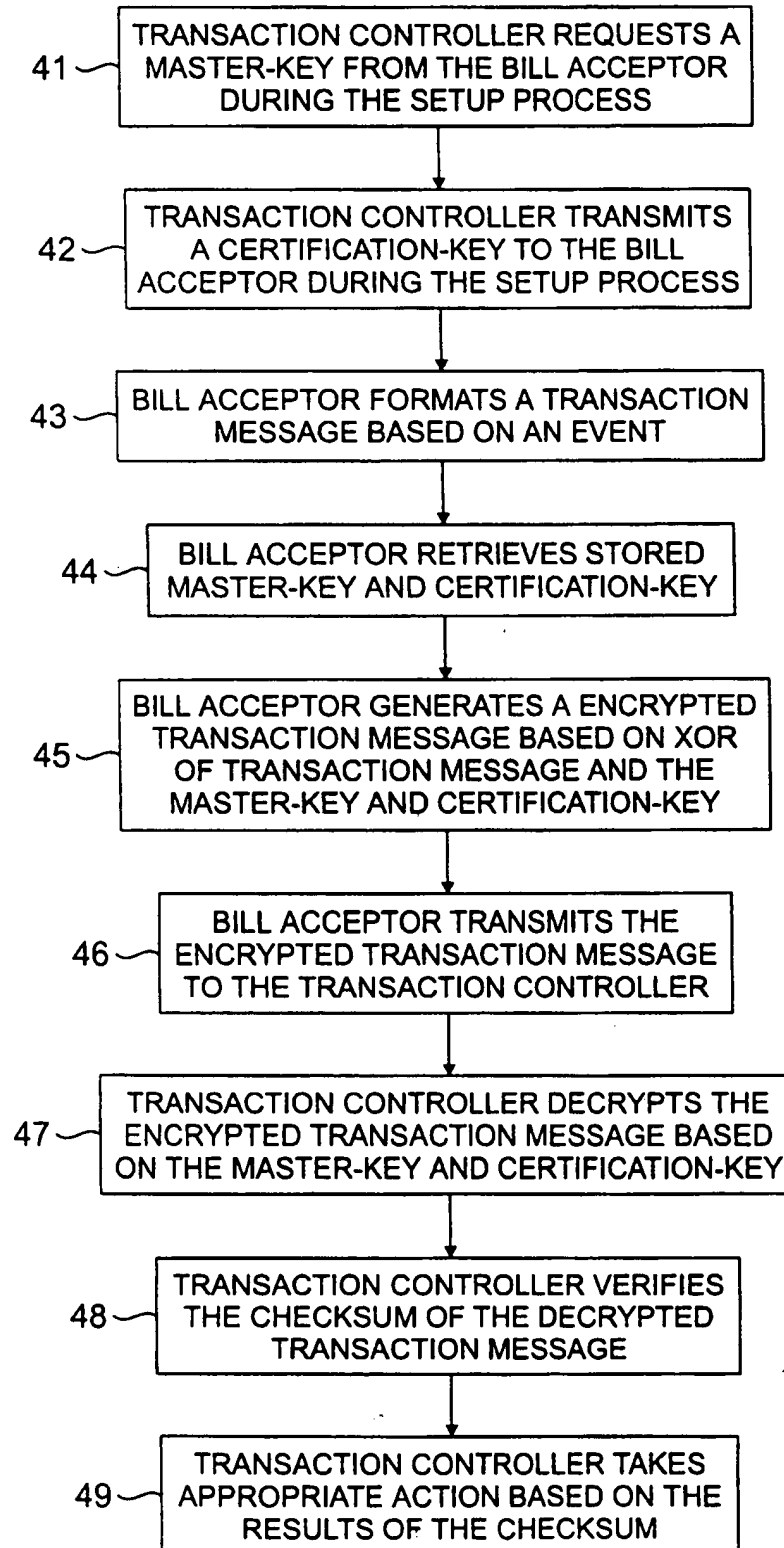 TRANSACTION CONTROLLER REQUESTS A
41
MASTER-KEY FROM THE BILL ACCEPTOR
DURING THE SETUP PROCESS
TRANSACTION CONTROLLER TRANSMITS
42
A CERTIFICATION-KEY TO THE BILL
ACCEPTOR DURING THE SETUP PROCESS
43
BILL ACCEPTOR FORMATS A TRANSACTION
MESSAGE BASED ON AN EVENT
44
BILL ACCEPTOR RETRIEVES STORED
MASTER-KEY AND CERTIFICATION-KEY
BILL ACCEPTOR GENERATES A ENCRYPTED
TRANSACTION MESSAGE BASED ON XOR
45
OF TRANSACTION MESSAGE AND THE
MASTER-KEY AND CERTIFICATION-KEY
BILL ACCEPTOR TRANSMITS THE
46
ENCRYPTED TRANSACTION MESSAGE
TO THE TRANSACTION CONTROLLER
TRANSACTION CONTROLLER DECRYPTS THE
47
ENCRYPTED TRANSACTION MESSAGE BASED
ON THE MASTER-KEY AND CERTIFICATION-KEY
TRANSACTION CONTROLLER VERIFIES
48
THE CHECKSUM OF THE DECRYPTED
TRANSACTION MESSAGE
TRANSACTION CONTROLLER TAKES
49
APPROPRIATE ACTION BASED ON THE
RESULTS OF THE CHECKSUM